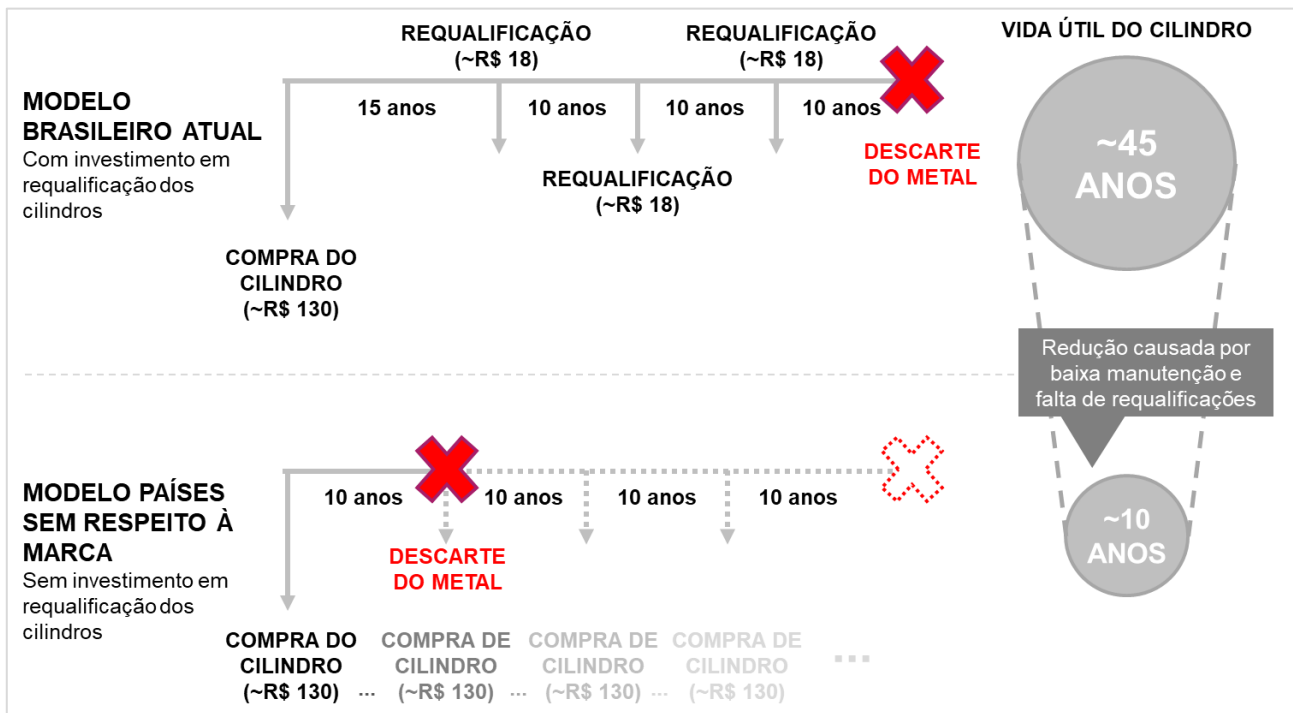 REQUALIFICAÇÃO
(~R$ 18)
REQUALIFICAÇÃO
(~R$ 18)
VIDA ÚTIL DO CILINDRO
MODELO
BRASILEIRO ATUAL
Com investimento em
requalificação dos
cilindros
15 anos
10 anos
10 anos
10 anos
REQUALIFICAÇÃO
(~R$ 18)
DESCARTE
DO METAL
~45
ANOS
COMPRA DO
CILINDRO
(~R$ 130)
Redução causada por
baixa manutenção e
falta de requalificações
MODELO PAÍSES
SEM RESPEITO À
MARCA
Sem investimento em
requalificação dos
cilindros
10 anos
10 anos
10 anos
10 anos
DESCARTE
DO METAL
~10
ANOS
COMPRA DO
CILINDRO
(~R$ 130)
...
COMPRA DE
CILINDRO
(~R$ 130)
...
COMPRA DE
CILINDRO
(~R$ 130)
...
COMPRA DE
CILINDRO
(~R$ 130)
...